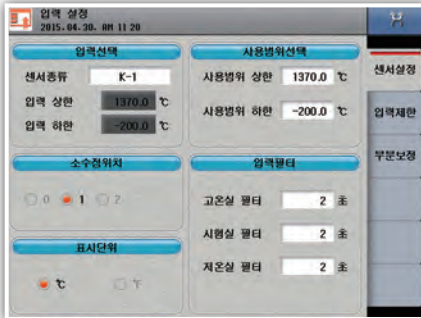 입력 설정
2015.04.30. AM 11 20
입력선택
센서종류 K-1
입력 상한 1370.0 ℃
입력 하한 -200.0 ℃
사용범위선택
사용범위 상한 1370.0 ℃
사용범위 하한 -200.0 ℃
소수점위치
0 1 2
표시단위
℃ ℉
입력필터
고온실 필터 2 초
시험실 필터 2 초
저온실 필터 2 초
센서설정
입력제한
부분보정